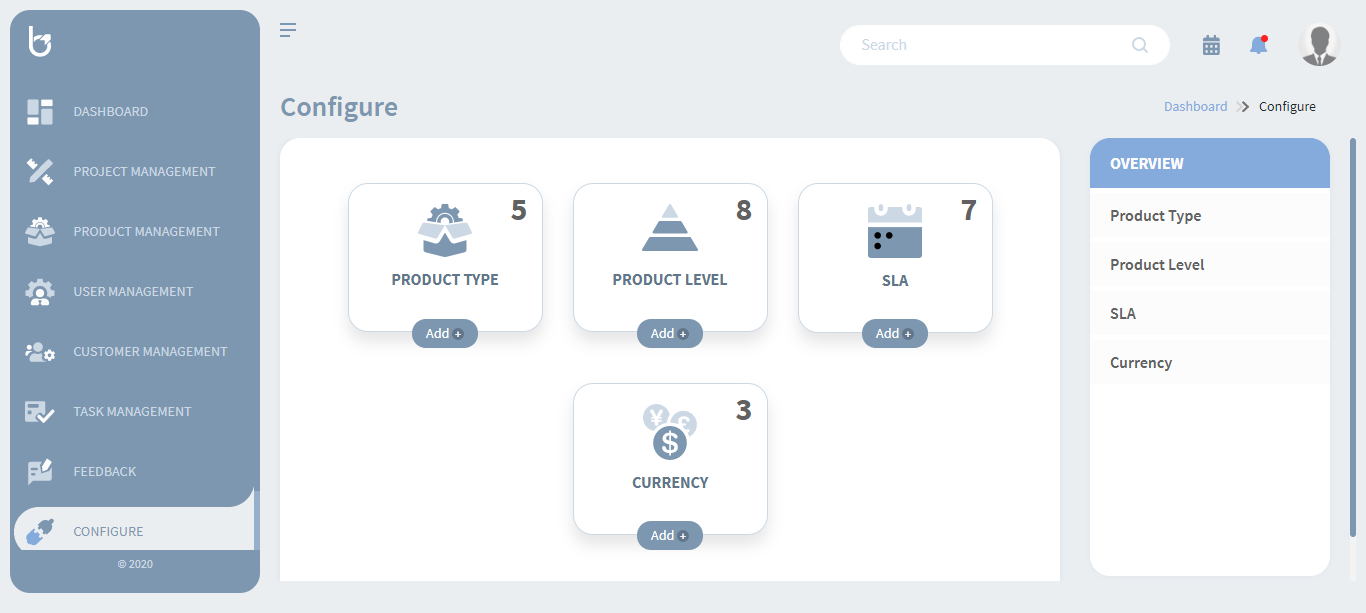 DASHBOARD
PROJECT MANAGEMENT
PRODUCT MANAGEMENT
USER MANAGEMENT
CUSTOMER MANAGEMENT
TASK MANAGEMENT
FEEDBACK
CONFIGURE
© 2020
Search
Configure
Dashboard Configure
5
PRODUCT TYPE
Add
8
PRODUCT LEVEL
Add
7
SLA
Add
3
¥ £ $
CURRENCY
Add
OVERVIEW
Product Type
Product Level
SLA
Currency